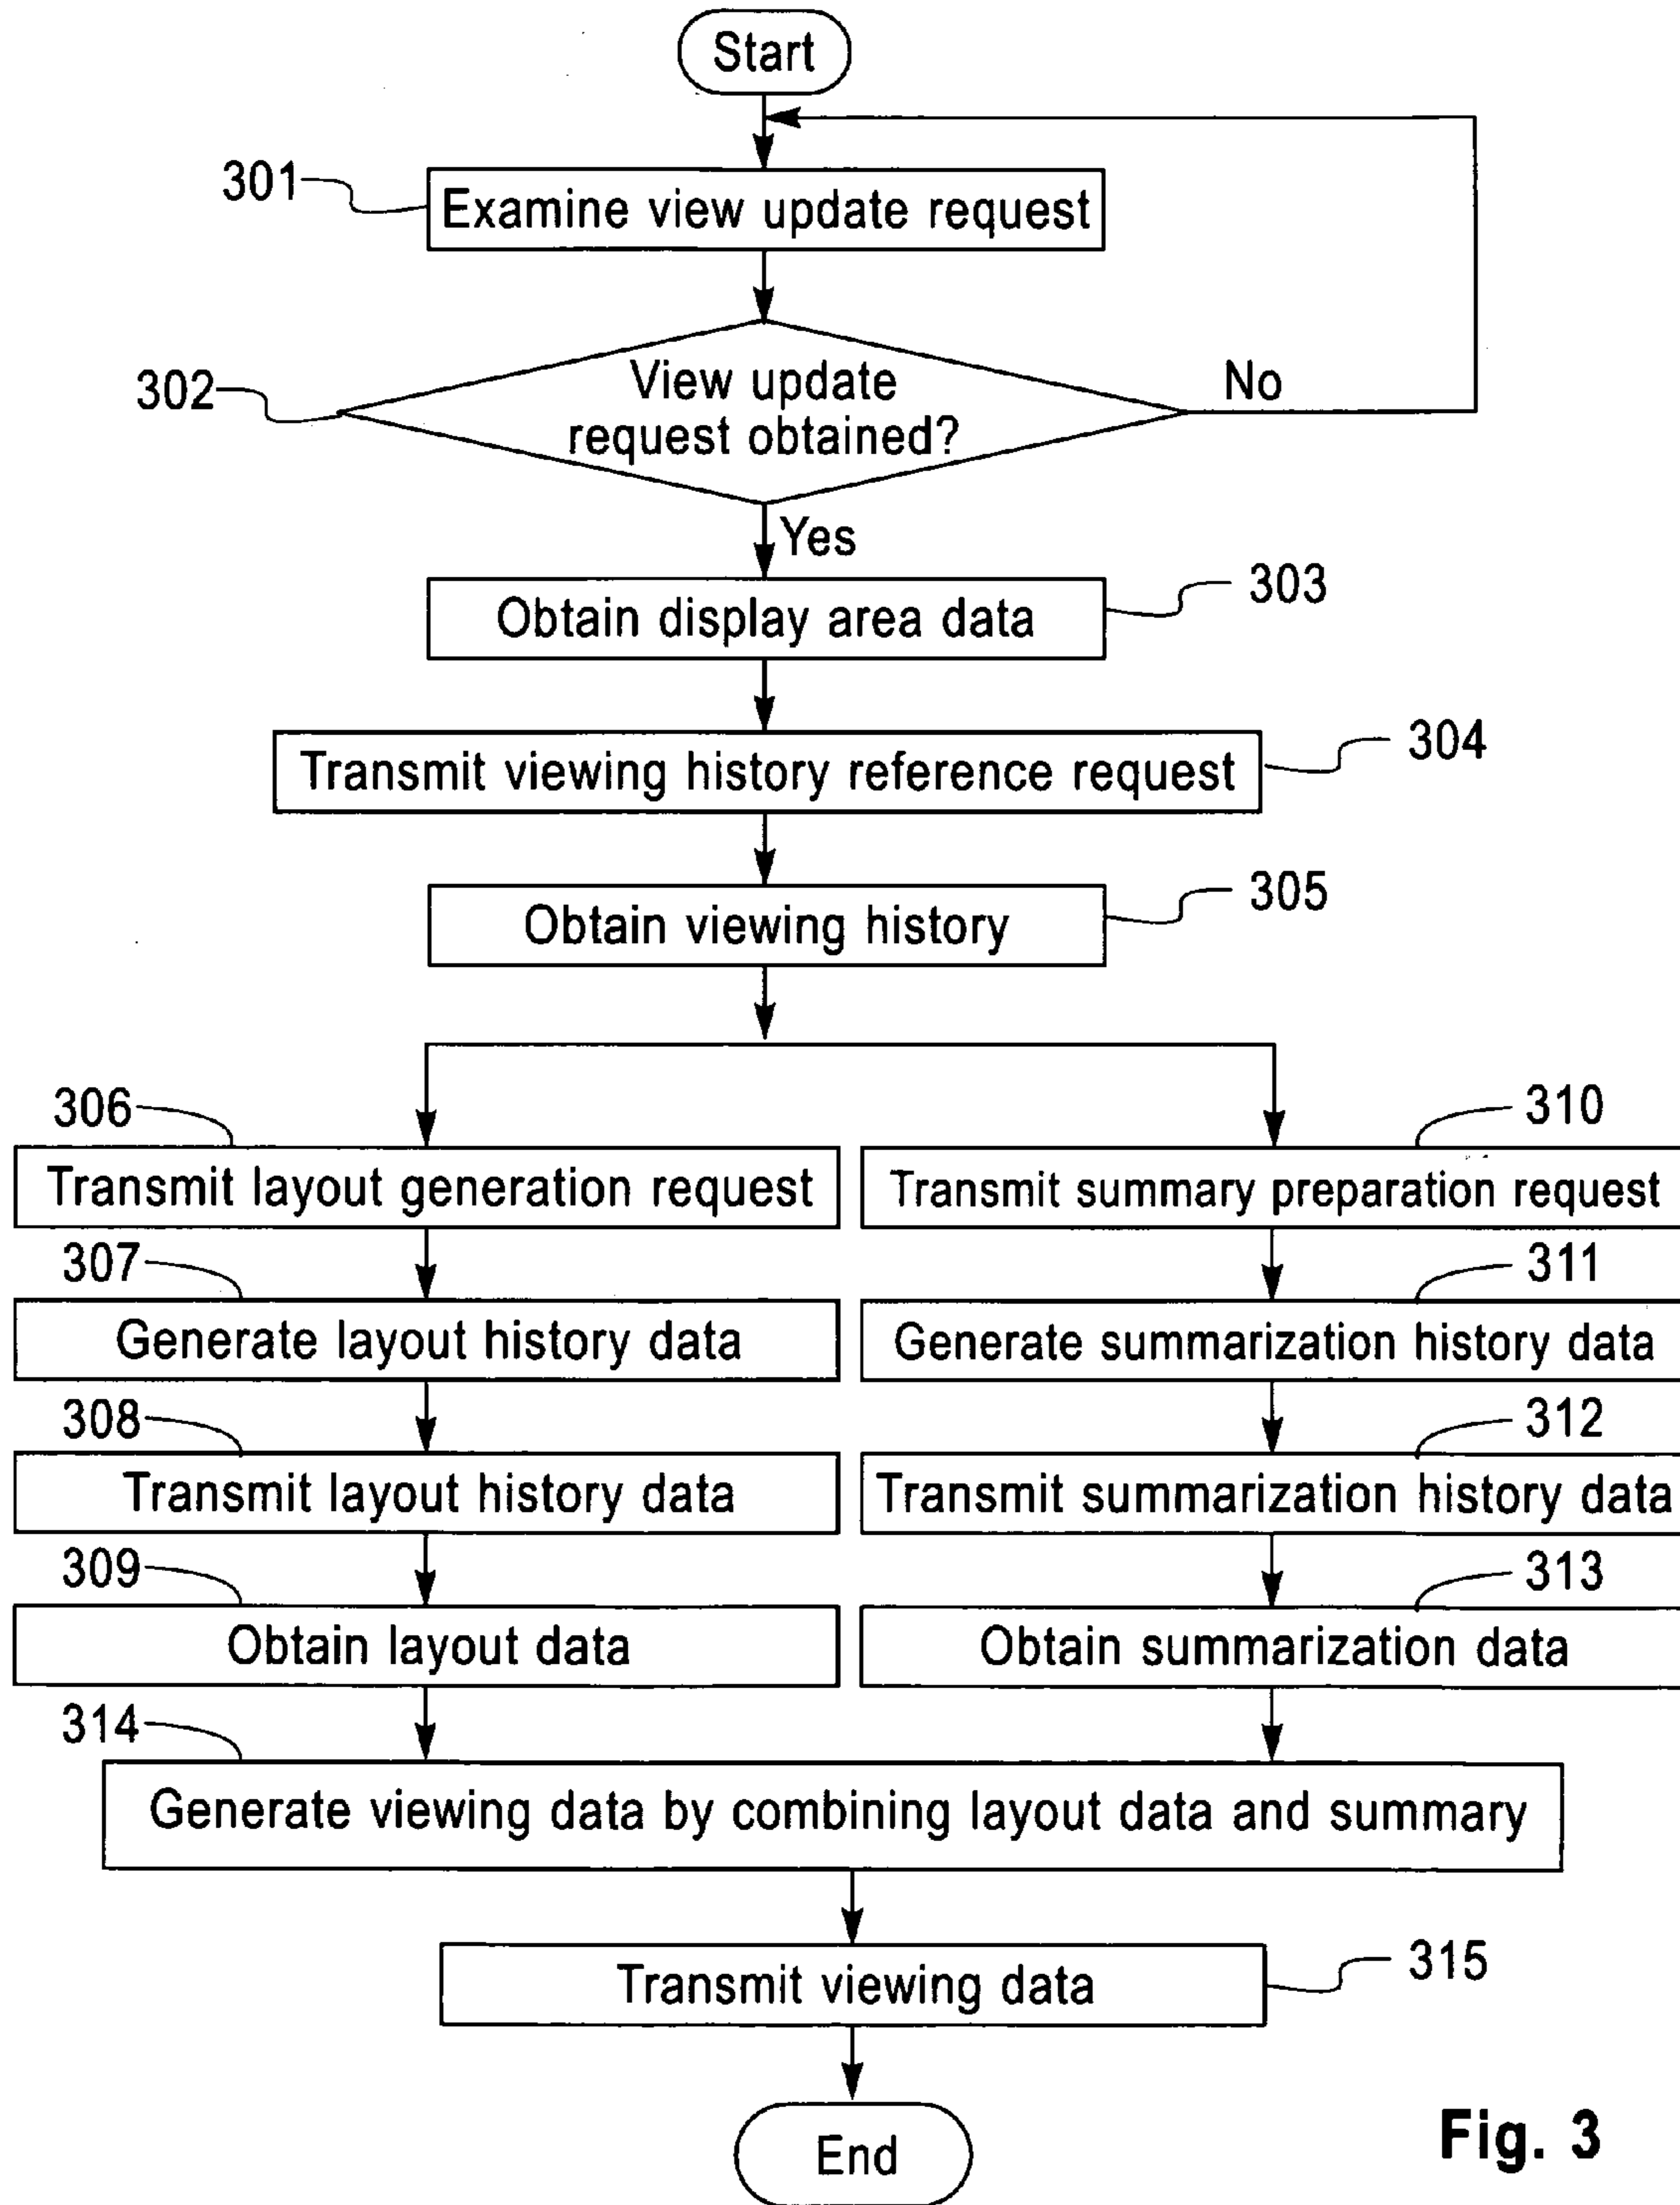 Start
301
Examine view update request
302
View update
request obtained?
No
Yes
Obtain display area data
303
Transmit viewing history reference request
304
Obtain viewing history
305
306
Transmit layout generation request
310
Transmit summary preparation request
307
Generate layout history data
311
Generate summarization history data
308
Transmit layout history data
312
Transmit summarization history data
309
Obtain layout data
313
Obtain summarization data
314
Generate viewing data by combining layout data and summary
Transmit viewing data
315
End
Fig. 3